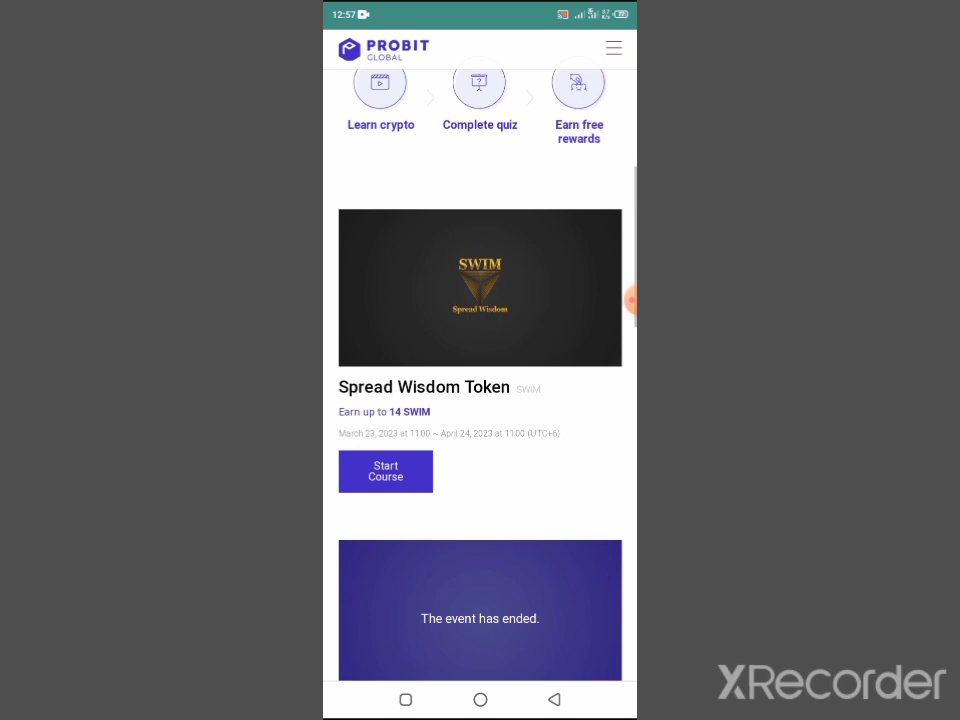 12:57
PROBIT
GLOBAL
Learn crypto
Complete quiz
Earn free
rewards
SWIM
Spread Wisdom
Spread Wisdom Token SWIM
Earn up to 14 SWIM
March 23, 2023 at 11:00 ~ April 24, 2023 at 11:00 (UTC+6)
Start
Course
The event has ended.
XRecorder